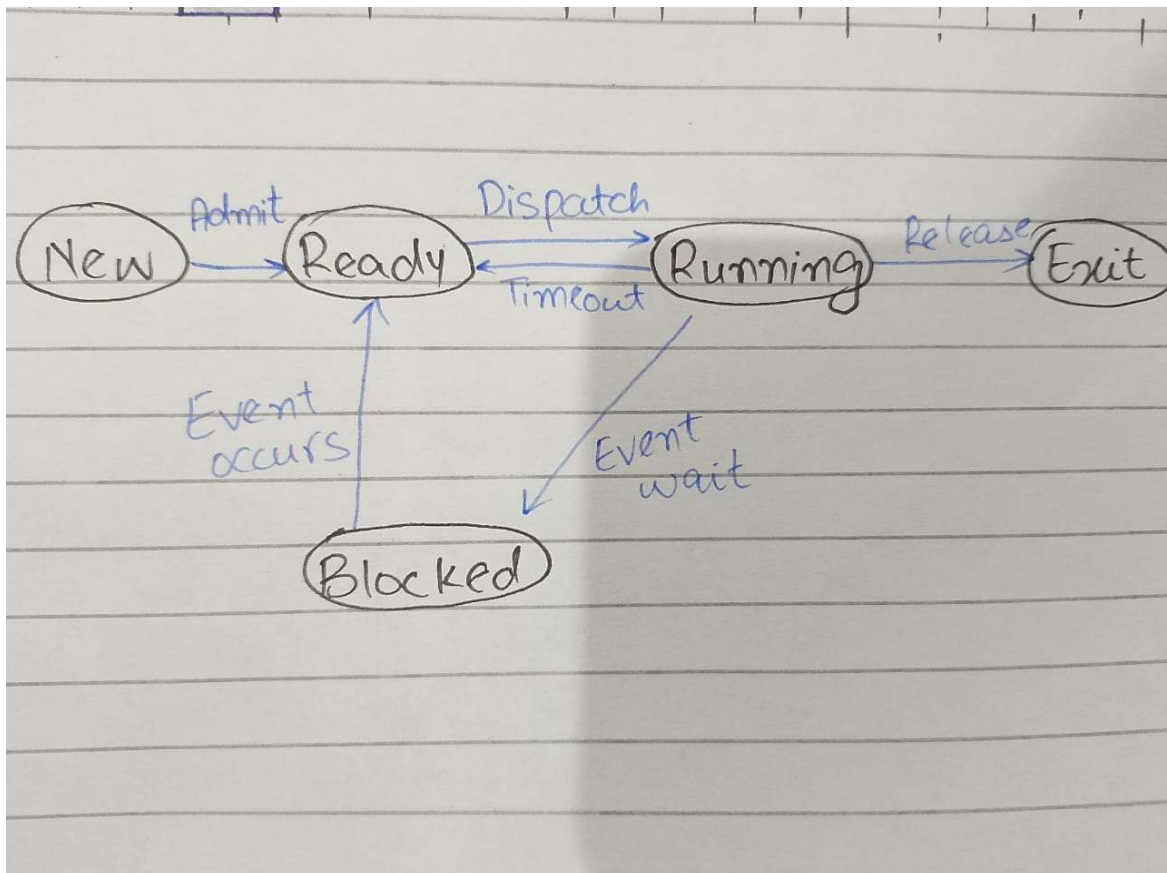 Admit
Dispatch
New
Ready
Running
Release
Exit
Timeout
Event
occurs
Event
wait
Blocked